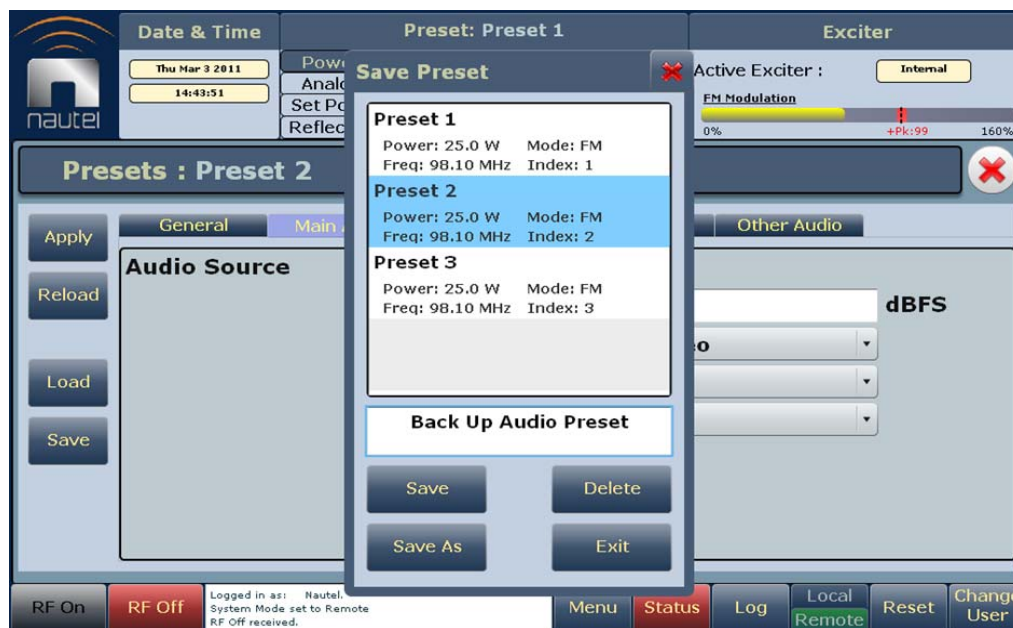 Date & Time
Preset: Preset 1
Exciter
nautel
Thu Mar 3 2011
14:43:51
Set
Reflec
Active Exciter :
Internal
FM Modulation
0%
+Pk:99
160%
Save Preset
Presets : Preset 2
Apply
Reload
Load
Save
General
Main
Other Audio
Audio Source
dBFS
Preset 1
Power: 25.0 W Mode: FM
Freq: 98.10 MHz Index: 1
Preset 2
Power: 25.0 W Mode: FM
Freq: 98.10 MHz Index: 2
Preset 3
Power: 25.0 W Mode: FM
Freq: 98.10 MHz Index: 3
Back Up Audio Preset
Save
Delete
Save As
Exit
RF On
RF Off
Logged in as: Nautel.
System Mode set to Remote
RF Off received.
Menu
Status
Log
Local
Remote
Reset
Change
User